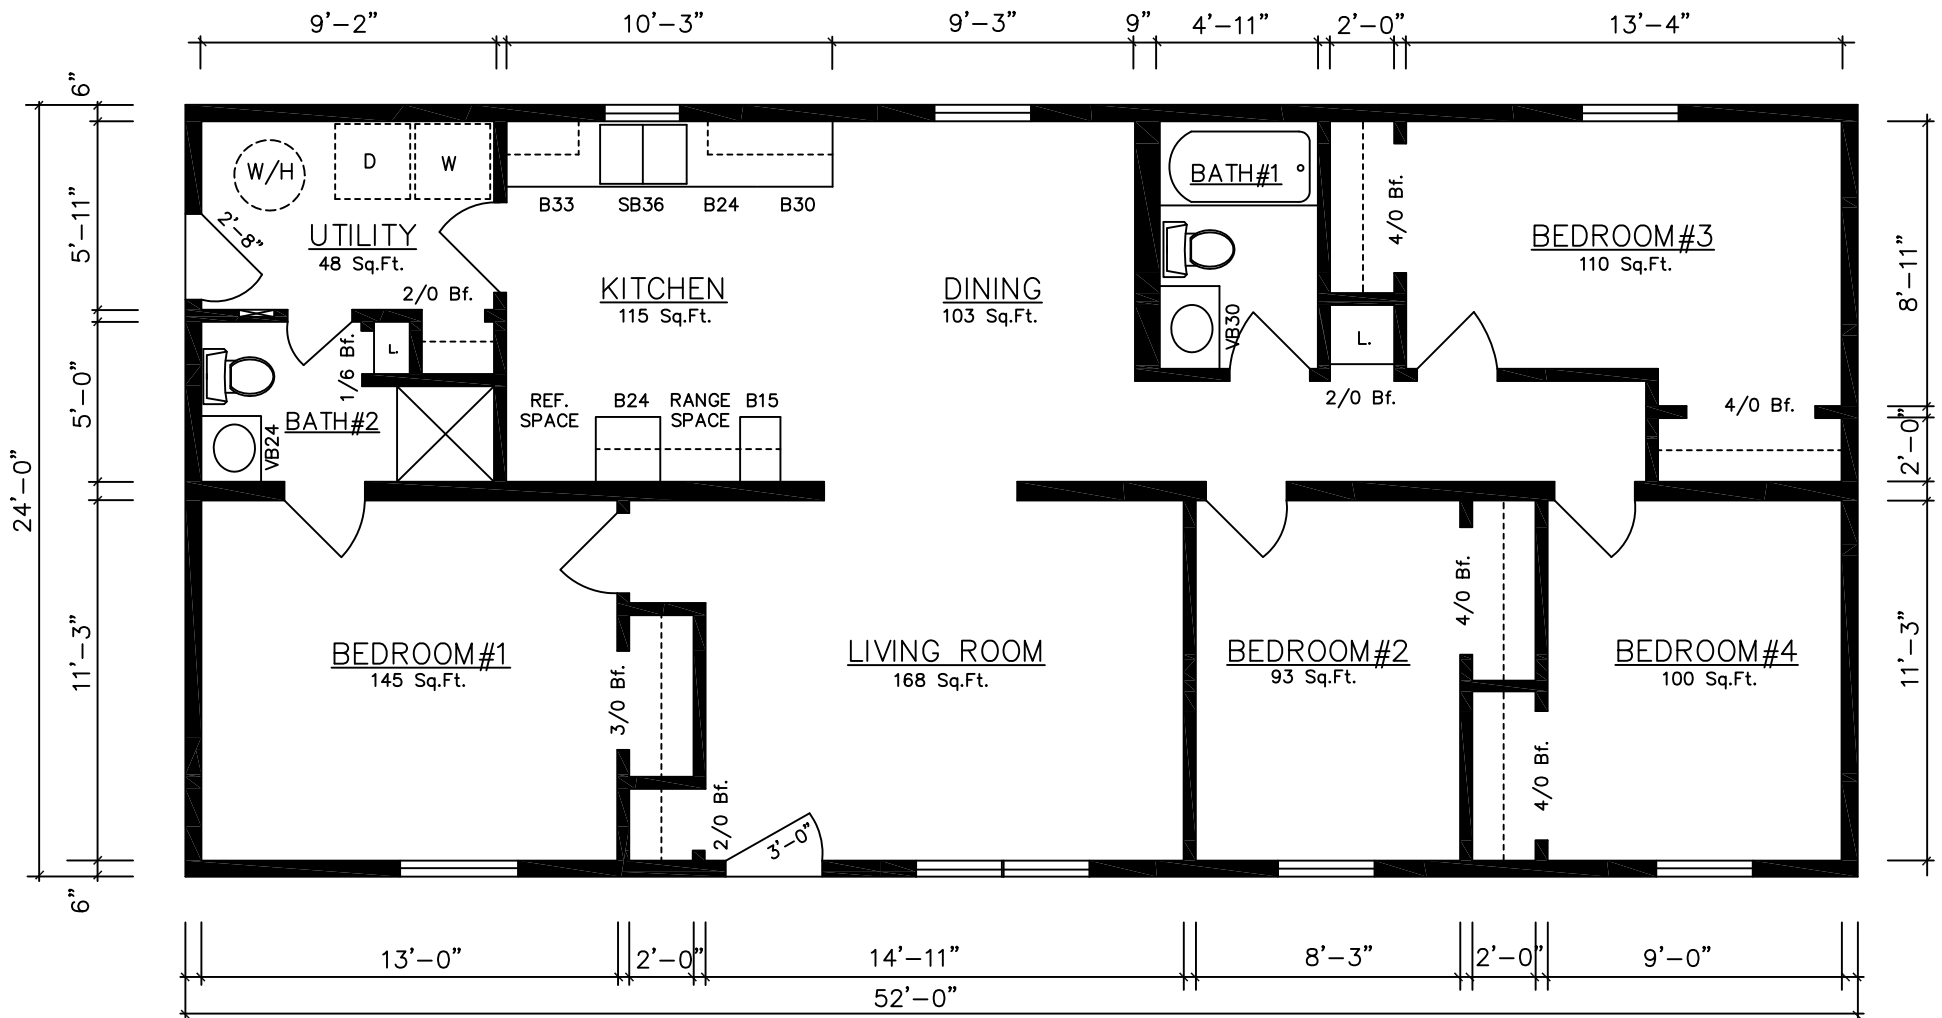 9'-2" 10'-3" 9'-3" 9" 4'-11" 2'-0" 13'-4"
6"
5'-11"
5'-0"
24'-0"
11'-3"
6"
W/H D W
2'-8"
UTILITY
48 Sq.Ft.
2/0 Bf.
B33 SB36 B24 B30
KITCHEN
115 Sq.Ft.
DINING
103 Sq.Ft.
BATH#1
VB30
4/0 Bf.
L.
2/0 Bf.
BEDROOM#3
110 Sq.Ft.
4/0 Bf.
8'-11"
2'-0"
11'-3"
1/6 Bf.
L.
BATH#2
VB24
REF.
SPACE
B24
RANGE
SPACE
B15
BEDROOM#1
145 Sq.Ft.
3/0 Bf.
2/0 Bf.
3'-0"
LIVING ROOM
168 Sq.Ft.
BEDROOM#2
93 Sq.Ft.
4/0 Bf.
4/0 Bf.
BEDROOM#4
100 Sq.Ft.
13'-0" 2'-0" 14'-11" 8'-3" 2'-0" 9'-0"
52'-0"